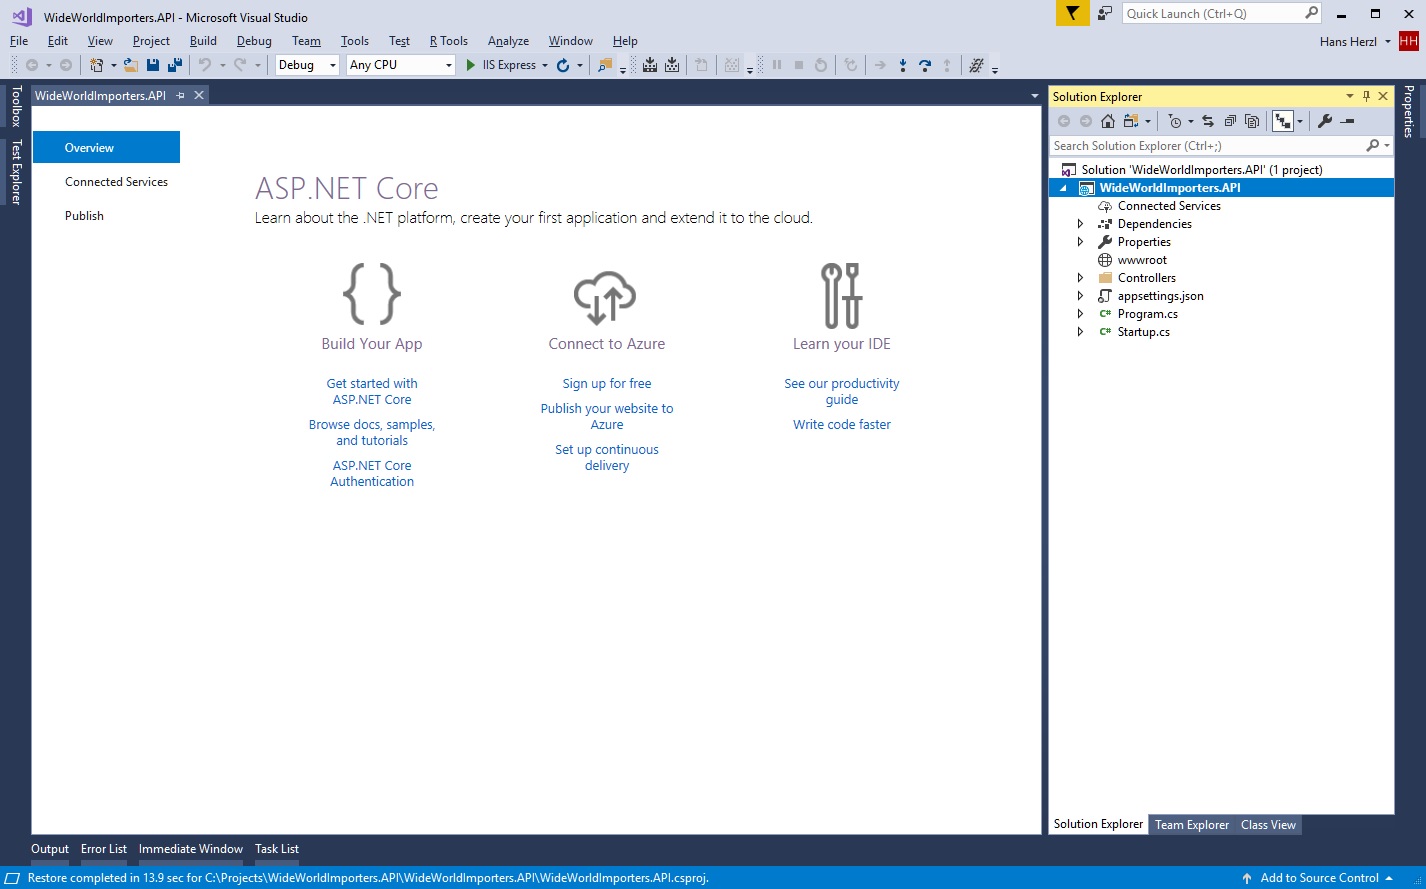 WideWorldImporters.API - Microsoft Visual Studio
Quick Launch (Ctrl+Q)
File Edit View Project Build Debug Team Tools Test R Tools Analyze Window Help
Hans Herzl HH
Debug Any CPU IIS Express
Toolbox
Test Explorer
WideWorldImporters.API
Overview
Connected Services
Publish
ASP.NET Core
Learn about the .NET platform, create your first application and extend it to the cloud.
Build Your App
Get started with
ASP.NET Core
Browse docs, samples,
and tutorials
ASP.NET Core
Authentication
Connect to Azure
Sign up for free
Publish your website to
Azure
Set up continuous
delivery
Learn your IDE
See our productivity
guide
Write code faster
Solution Explorer
Search Solution Explorer (Ctrl+;)
Solution 'WideWorldImporters.API' (1 project)
WideWorldImporters.API
Connected Services
Dependencies
Properties
wwwroot
Controllers
appsettings.json
C# Program.cs
C# Startup.cs
Solution Explorer Team Explorer Class View
Properties
Output Error List Immediate Window Task List
Restore completed in 13.9 sec for C:\Projects\WideWorldImporters.API\WideWorldImporters.API\WideWorldImporters.API.csproj.
Add to Source Control